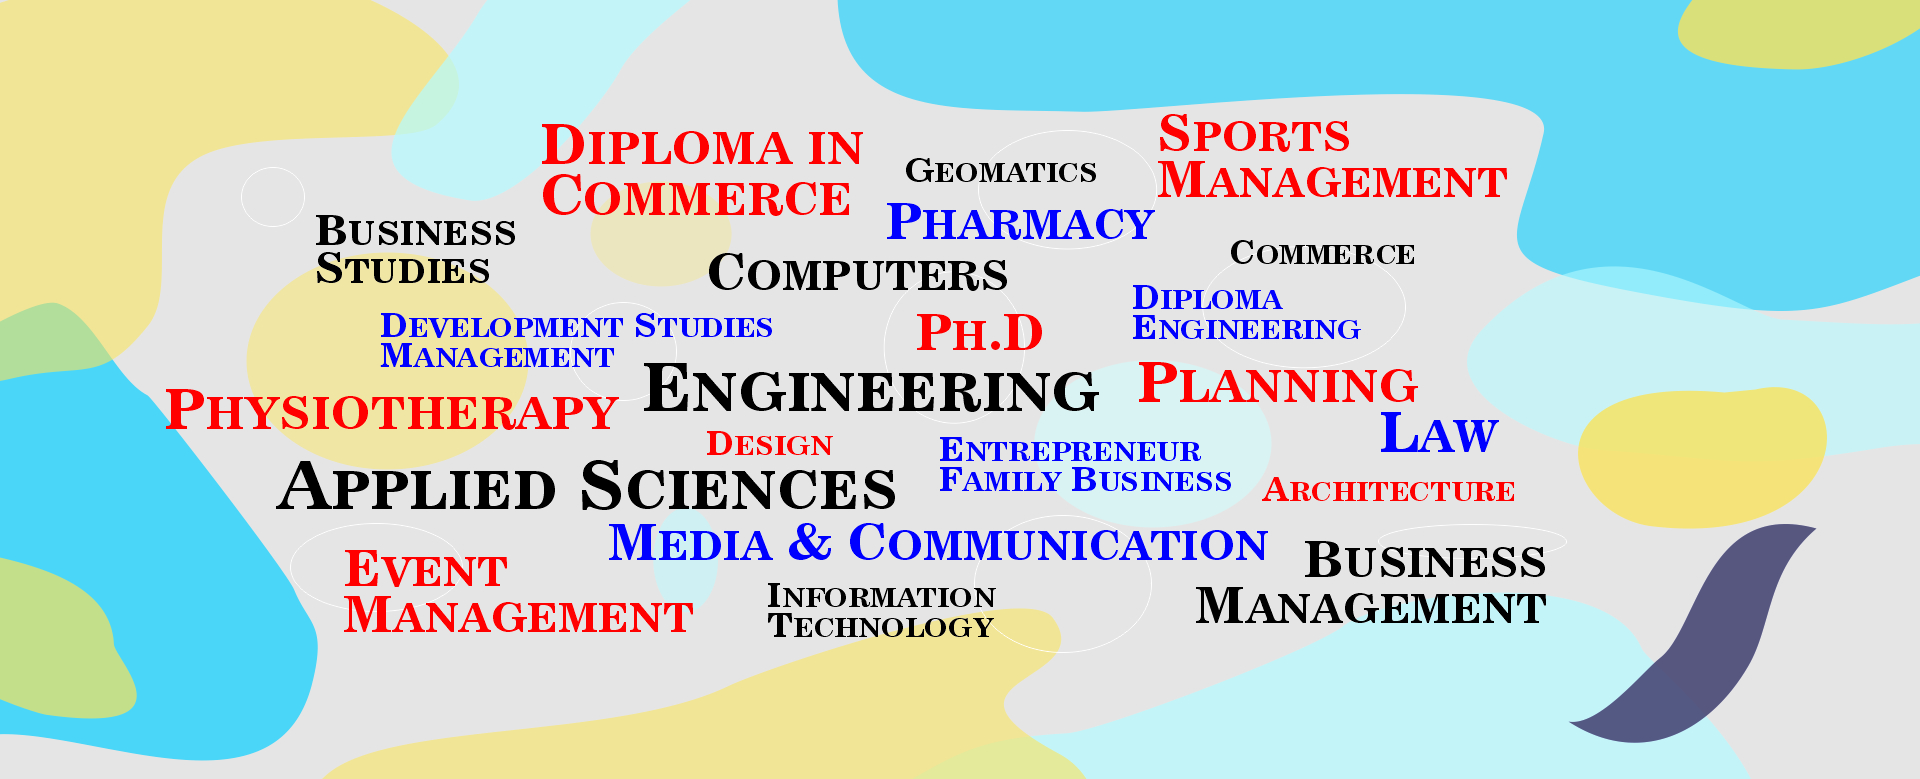 Diploma in
Commerce
Geomatics
Sports
Management
Pharmacy
Business
Studies
Computers
Commerce
Development Studies
Management
Ph.D
Diploma
Engineering
Engineering
Planning
Physiotherapy
Design
Entrepreneur
Family Business
Law
Applied Sciences
Architecture
Media & Communication
Event
Management
Information
Technology
Business
Management